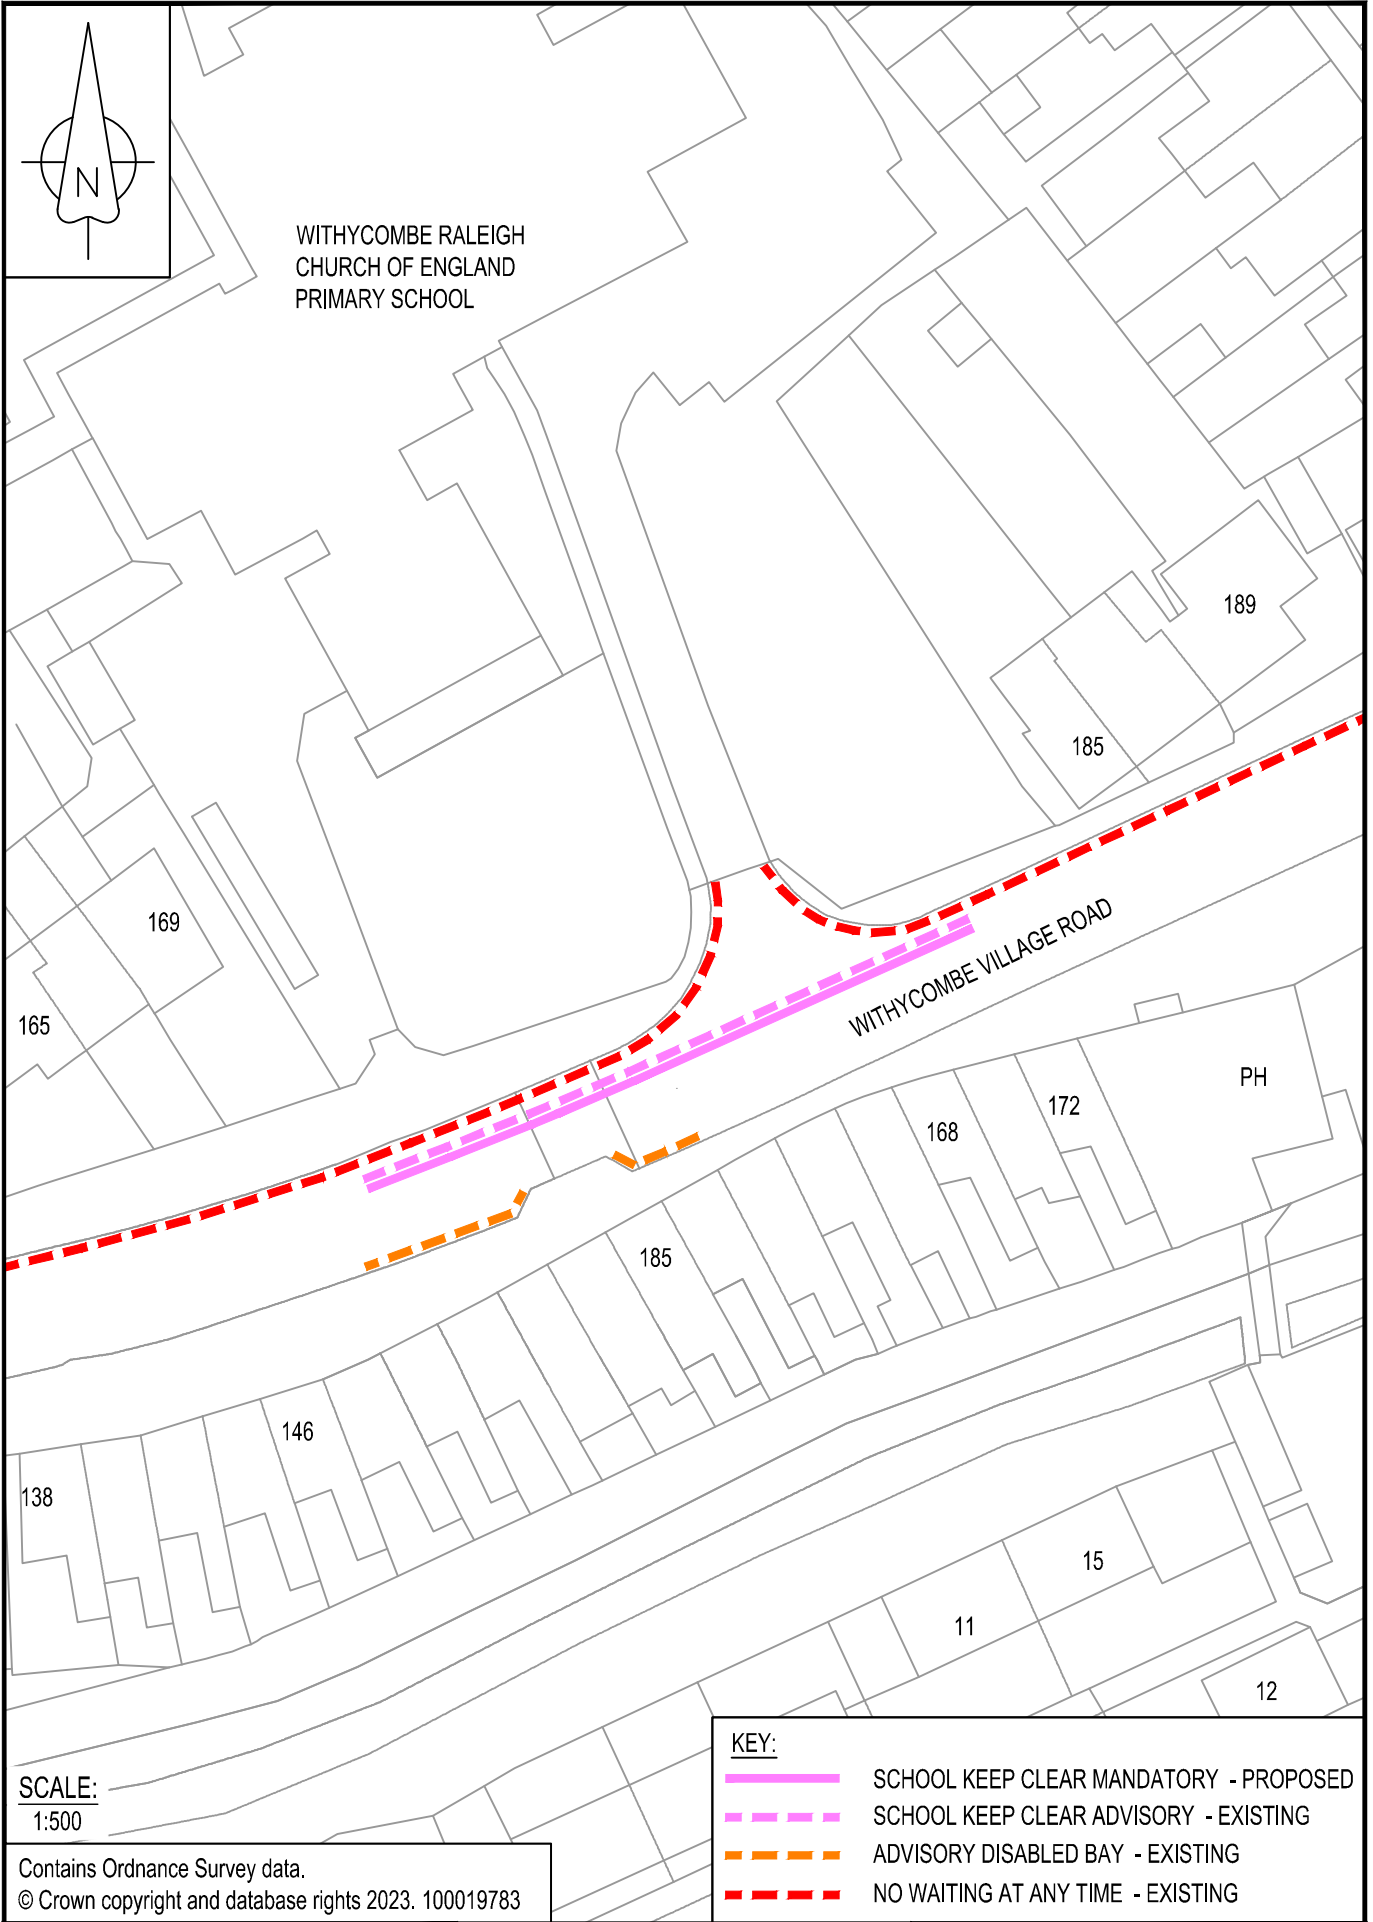 N
WITHYCOMBE RALEIGH
CHURCH OF ENGLAND
PRIMARY SCHOOL
189
185
169
WITHYCOMBE VILLAGE ROAD
165
PH
172
168
185
146
138
15
11
12
KEY:
SCHOOL KEEP CLEAR MANDATORY - PROPOSED
SCHOOL KEEP CLEAR ADVISORY - EXISTING
ADVISORY DISABLED BAY - EXISTING
NO WAITING AT ANY TIME - EXISTING
SCALE:
1:500
Contains Ordnance Survey data.
© Crown copyright and database rights 2023. 100019783